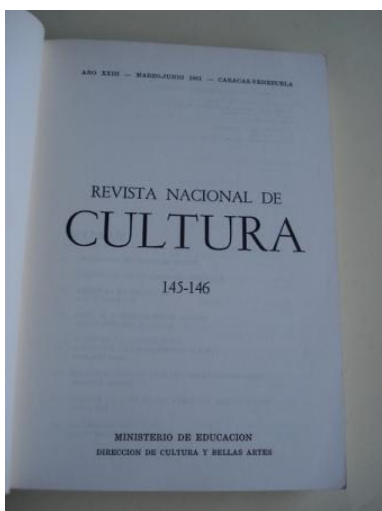 AÑO XXIII — MARZO-JUNIO 1961 — CARACAS-VENEZUELA
REVISTA NACIONAL DE
CULTURA
145-146
MINISTERIO DE EDUCACION
DIRECCION DE CULTURA Y BELLAS ARTES